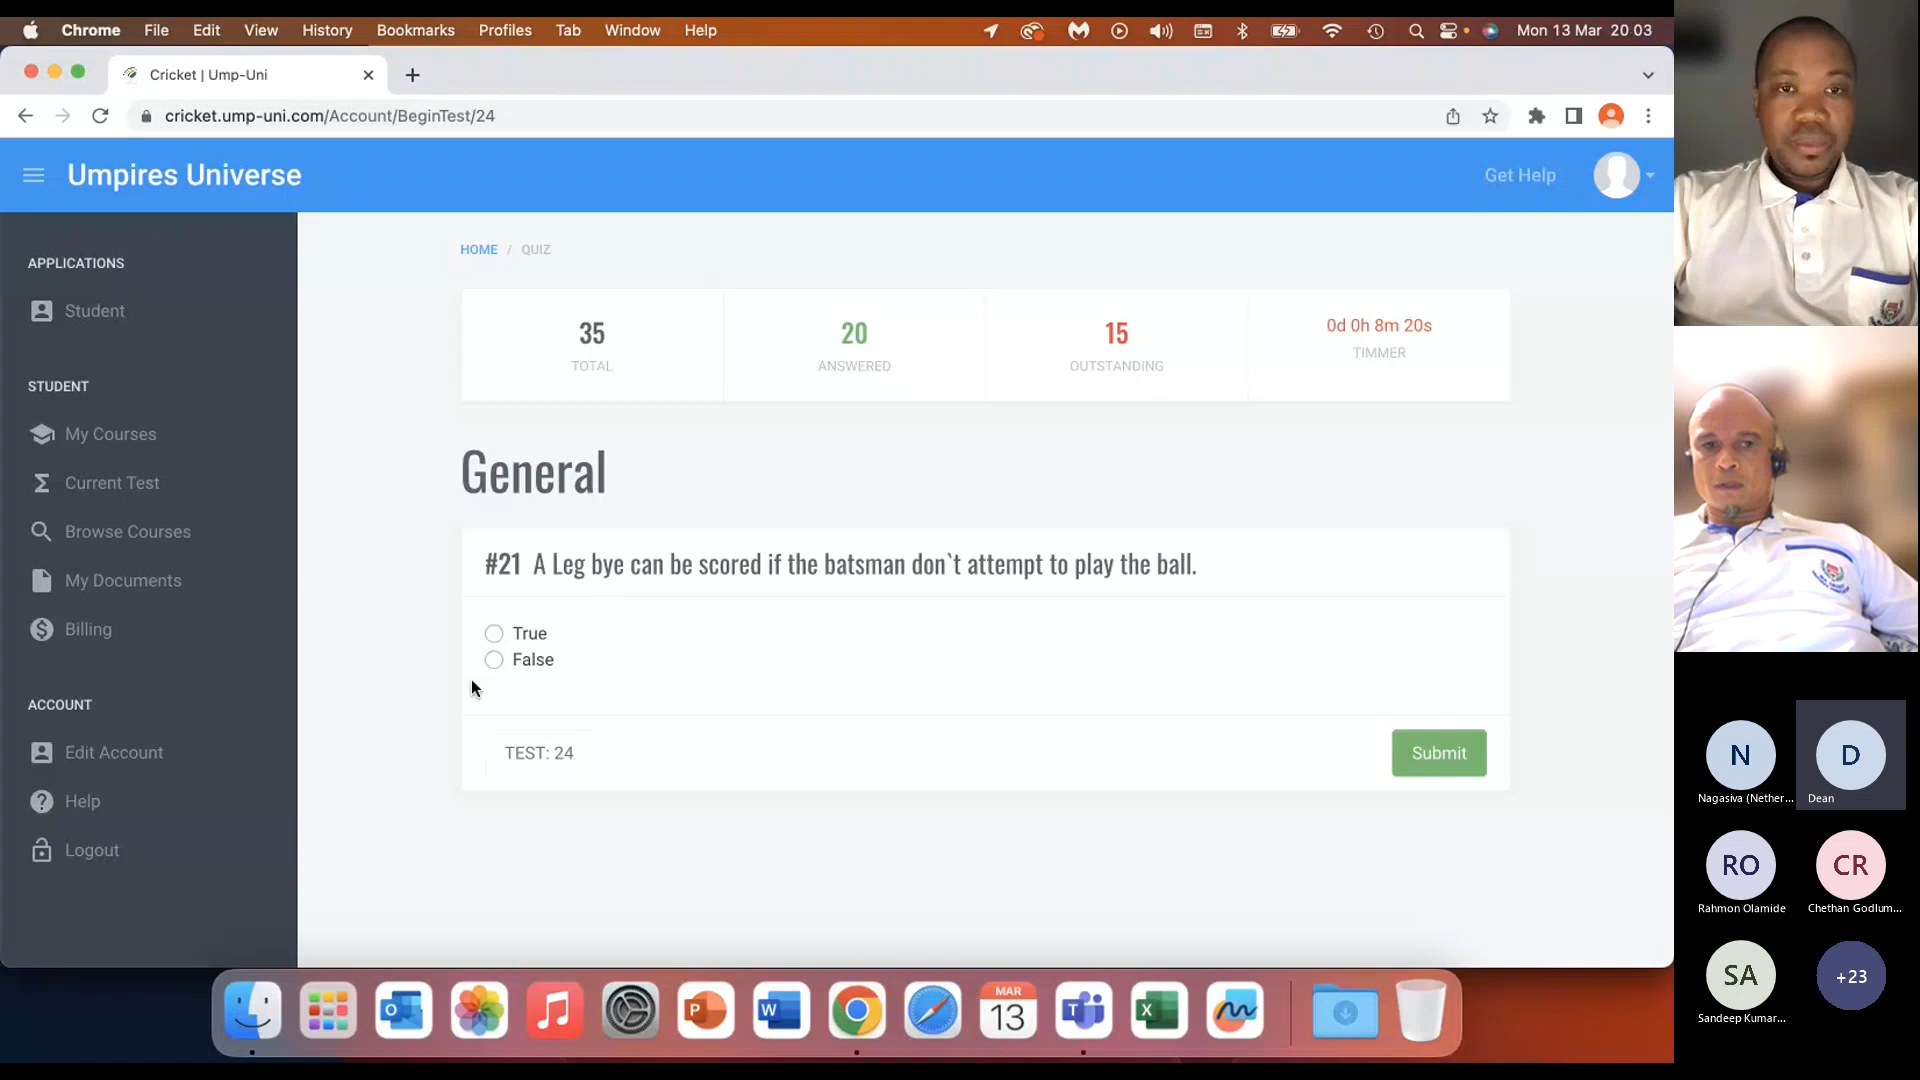 Chrome File Edit View History Bookmarks Profiles Tab Window Help Mon 13 Mar 20 03
Cricket | Ump-Uni
cricket.ump-uni.com/Account/BeginTest/24
Umpires Universe
Get Help
APPLICATIONS
Student
STUDENT
My Courses
Current Test
Browse Courses
My Documents
Billing
ACCOUNT
Edit Account
Help
Logout
HOME / QUIZ
35 20 15 0d 0h 8m 20s
TOTAL ANSWERED OUTSTANDING TIMMER
General
#21 A Leg bye can be scored if the batsman don`t attempt to play the ball.
True
False
TEST: 24
Submit
MAR
13
N D
Nagasiva (Nether... Dean
RO CR
Rahmon Olamide Chethan Godlum...
SA +23
Sandeep Kumar...